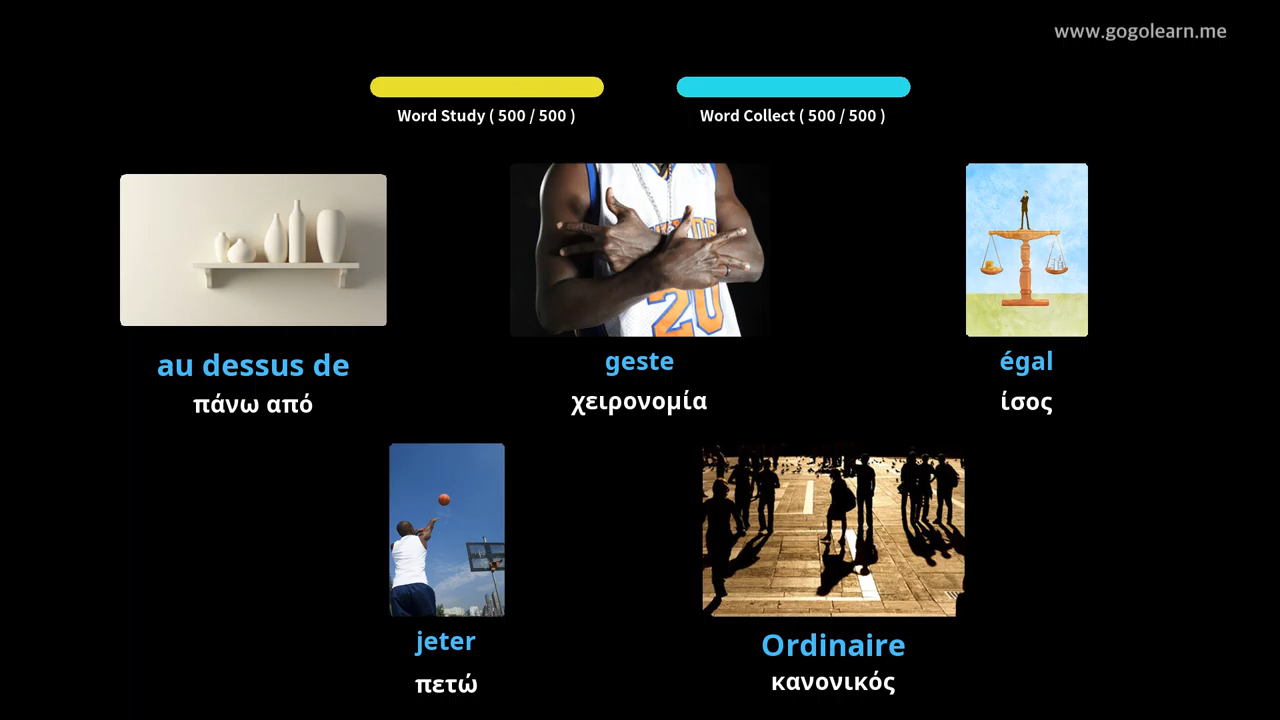 www.gogolearn.me
Word Study ( 500 / 500 )
Word Collect ( 500 / 500 )
20
au dessus de
πάνω από
geste
χειρονομία
égal
ίσος
jeter
πετώ
Ordinaire
κανονικός